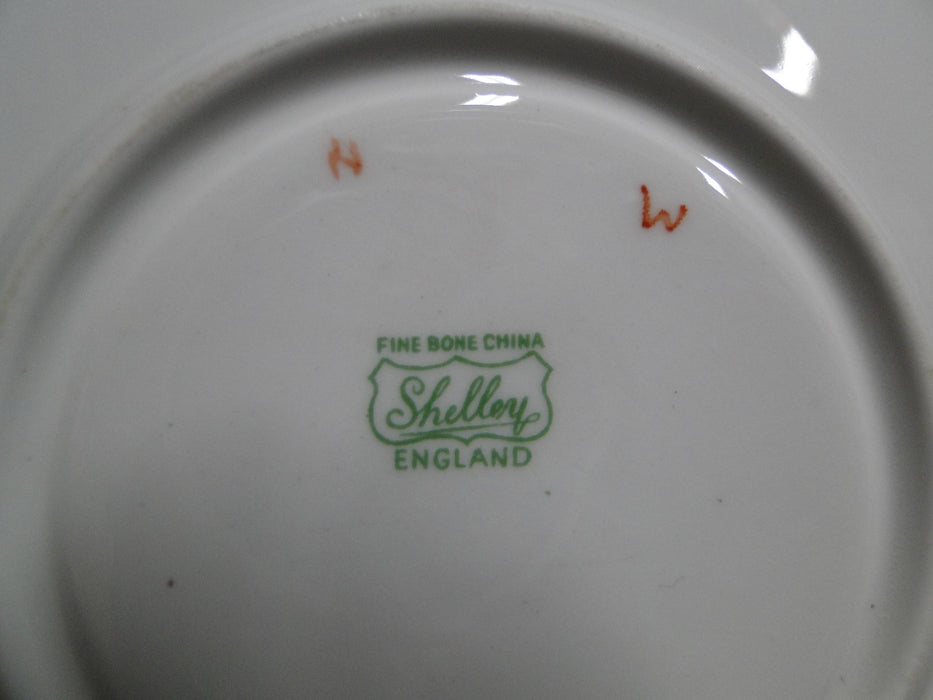 N
W
FINE BONE CHINA
Shelley
ENGLAND